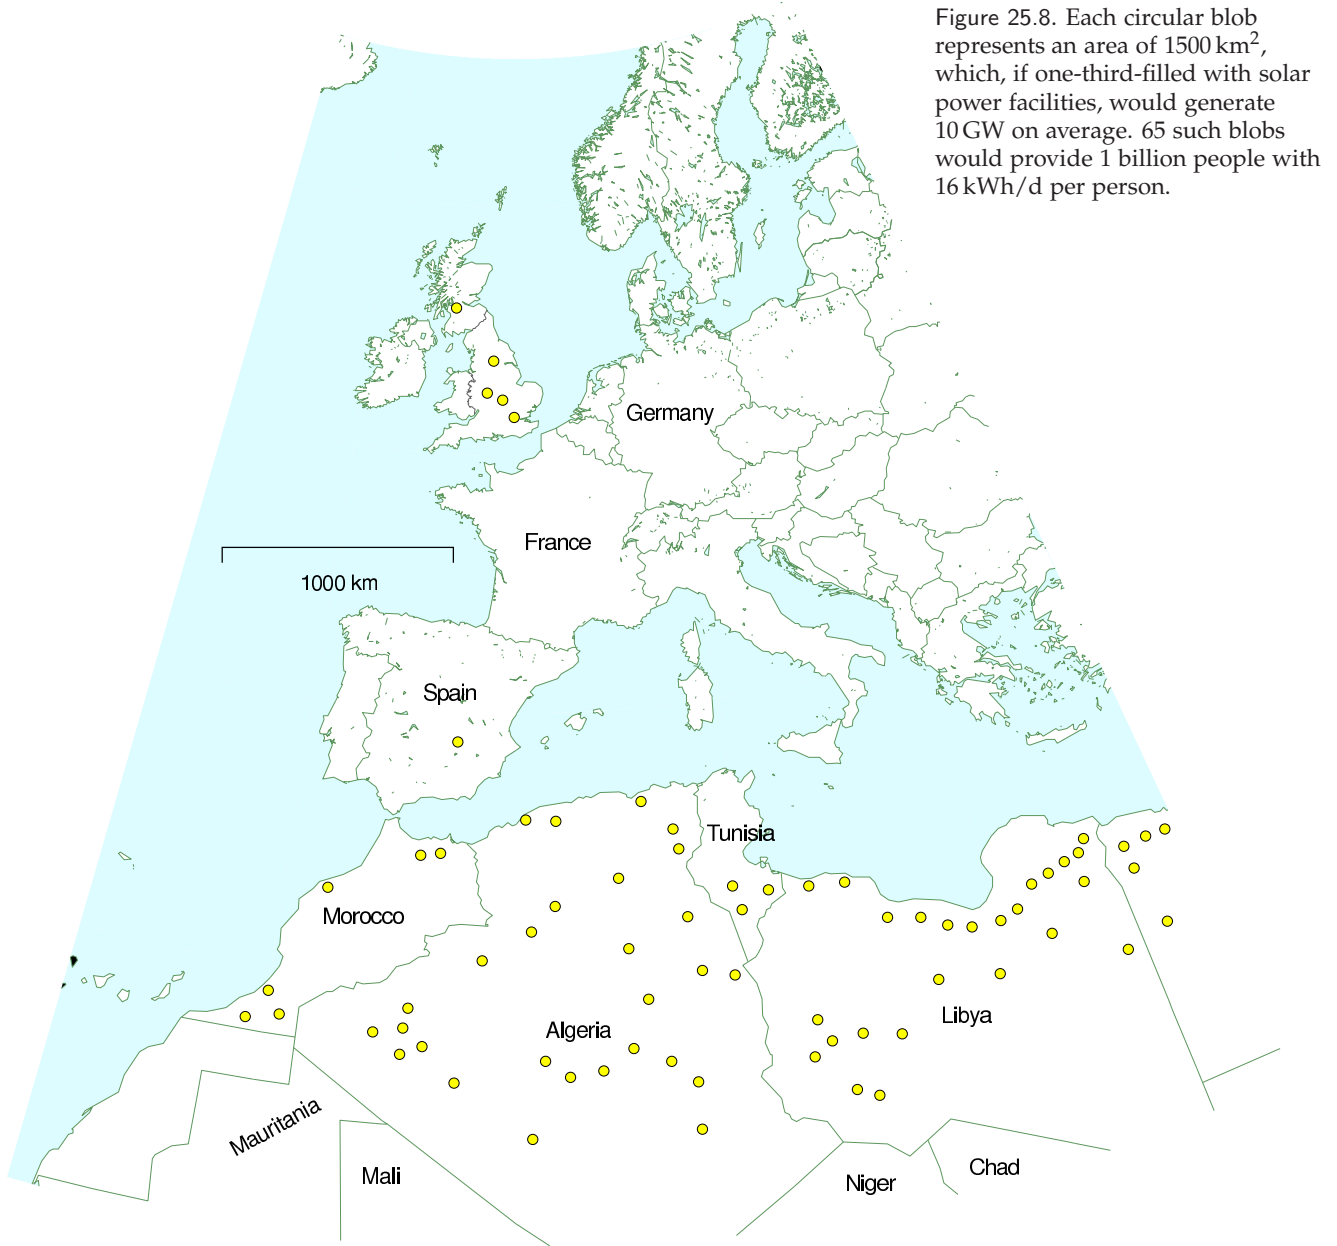 Figure 25.8. Each circular blob
represents an area of 1500 km²,
which, if one-third-filled with solar
power facilities, would generate
10 GW on average. 65 such blobs
would provide 1 billion people with
16 kWh/d per person.
Germany
France
1000 km
Spain
Tunisia
Morocco
Algeria
Libya
Mauritania
Mali
Niger
Chad